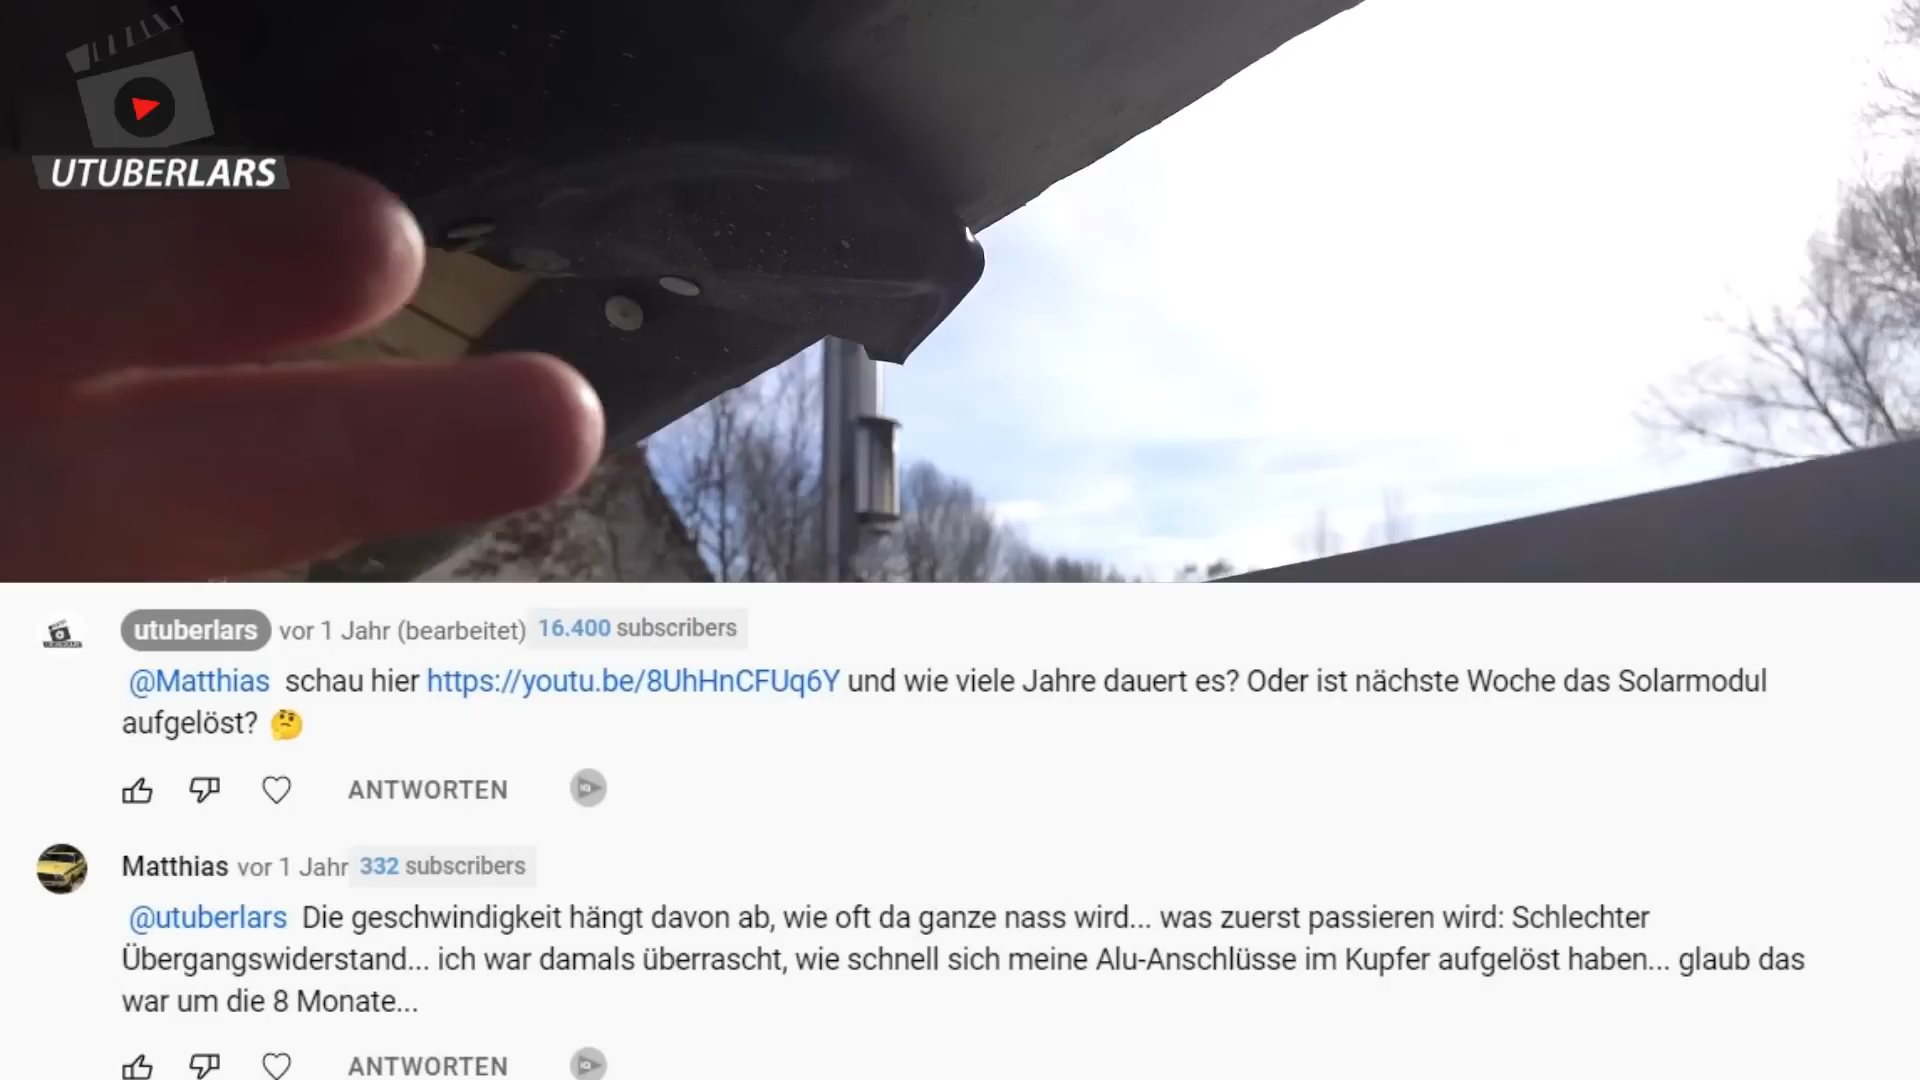 UTUBERLARS
utuberlars vor 1 Jahr (bearbeitet) 16.400 subscribers
@Matthias schau hier https://youtu.be/8UhHnCFUq6Y und wie viele Jahre dauert es? Oder ist nächste Woche das Solarmodul
aufgelöst? 🤔
ANTWORTEN
Matthias vor 1 Jahr 332 subscribers
@utuberlars Die geschwindigkeit hängt davon ab, wie oft da ganze nass wird... was zuerst passieren wird: Schlechter
Übergangswiderstand... ich war damals überrascht, wie schnell sich meine Alu-Anschlüsse im Kupfer aufgelöst haben... glaub das
war um die 8 Monate...
ANTWORTEN